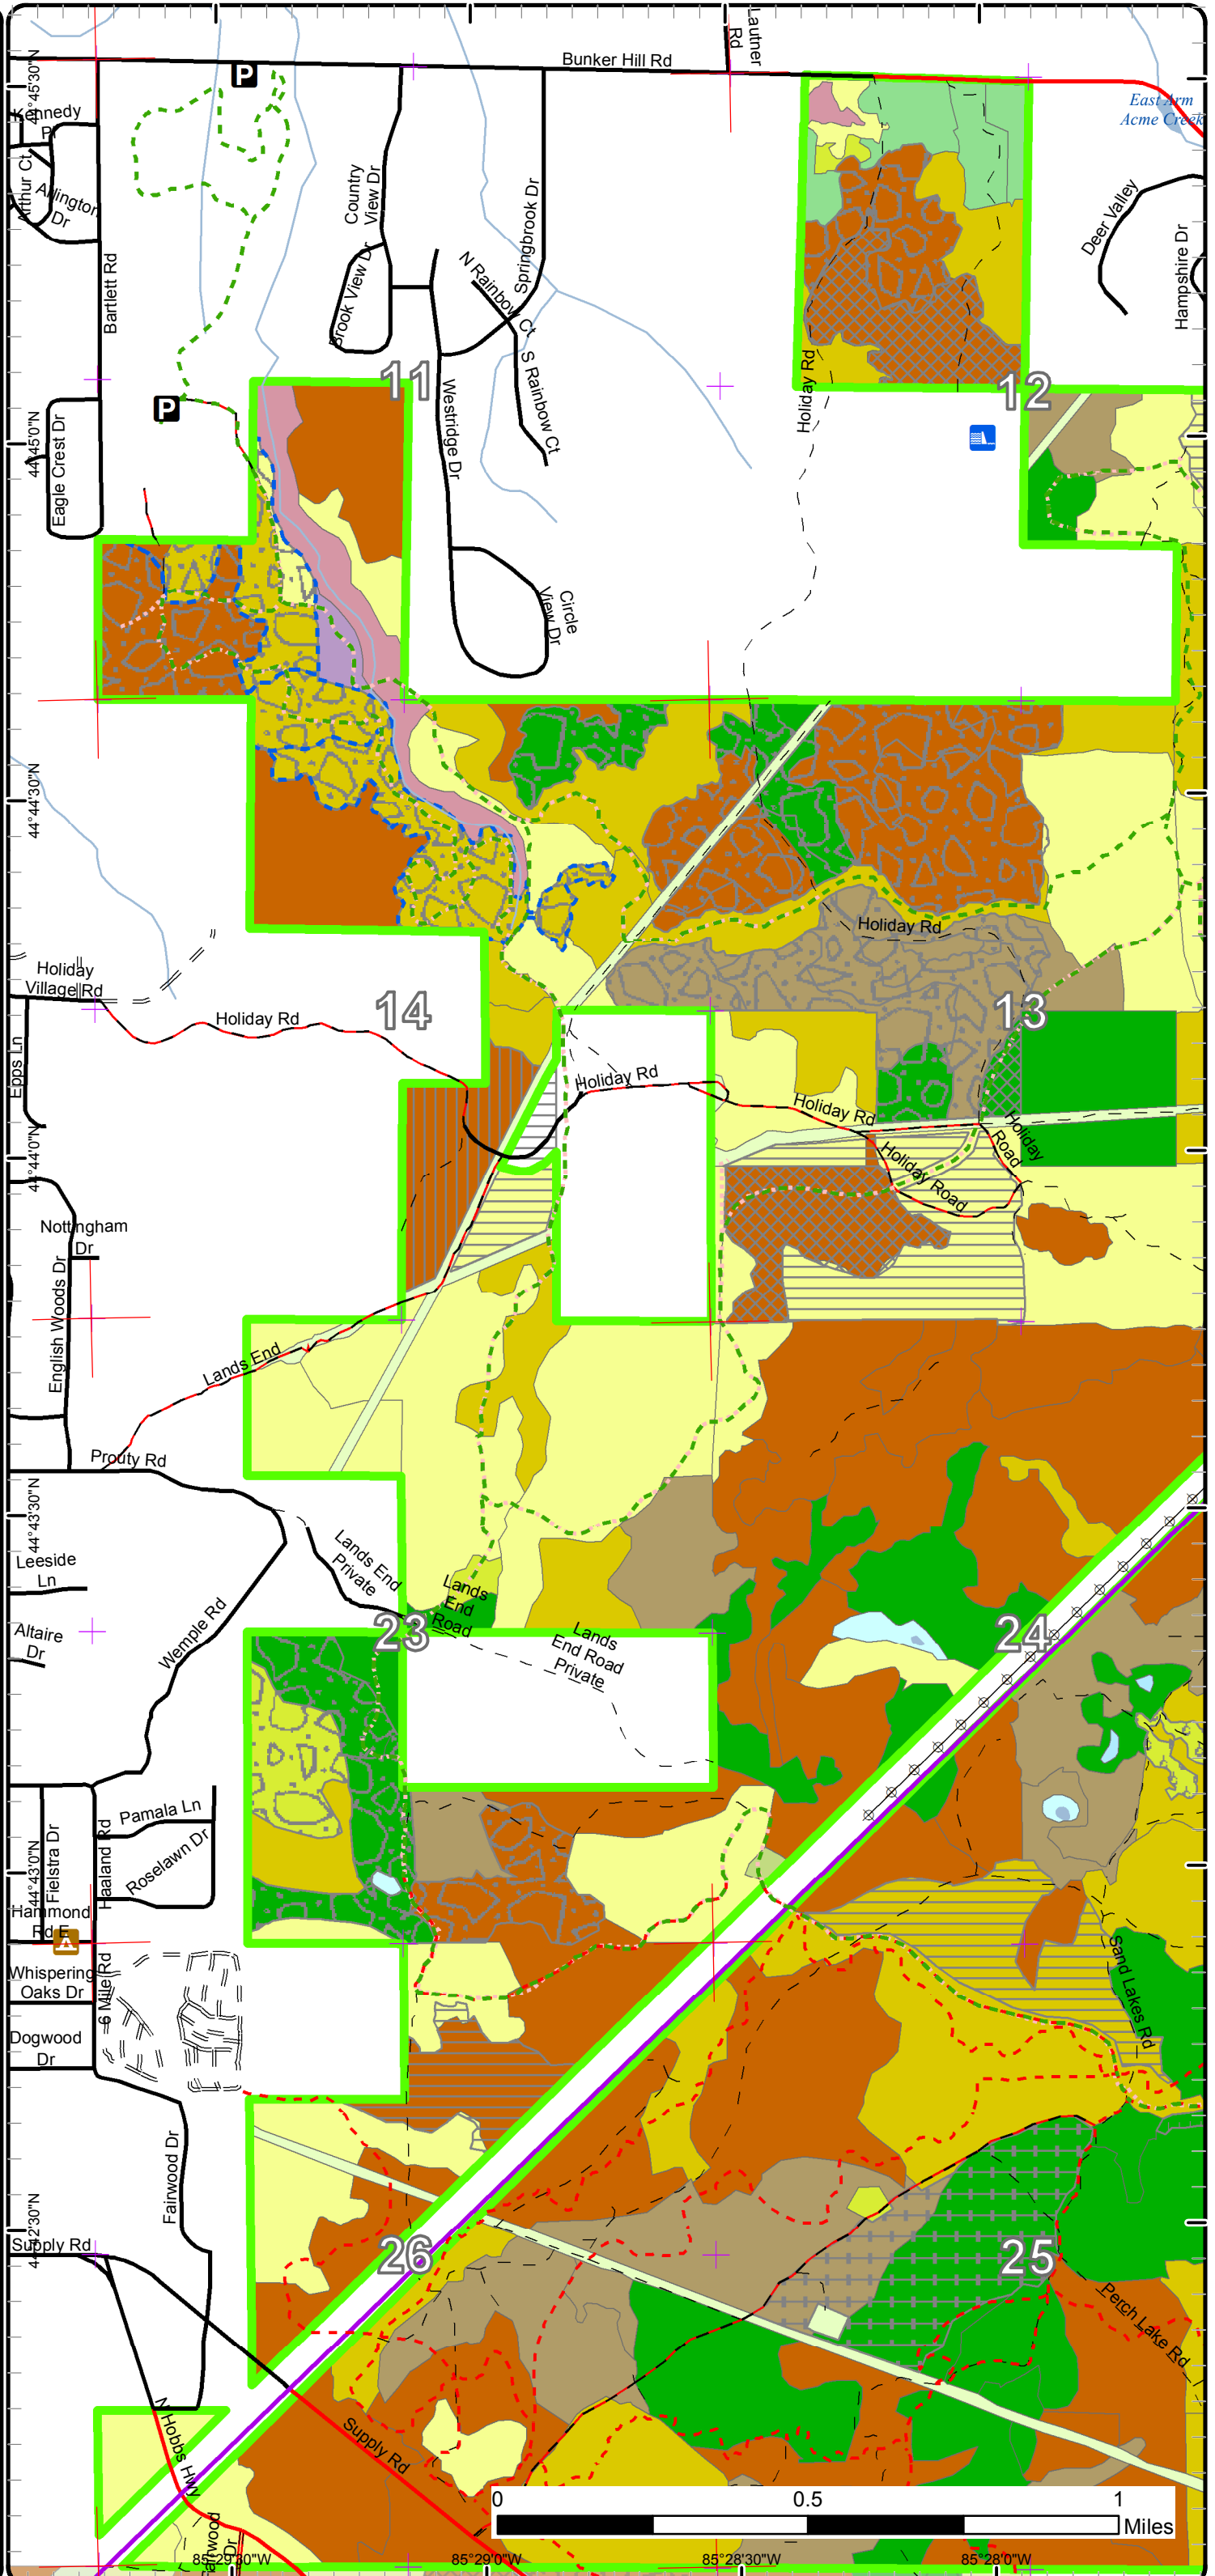 Lautner
Rd
Bunker Hill Rd
44°45'30"N
East Arm
Acme Creek
P
Kennedy
Pl
Arthur Ct
Arlington
Dr
Bartlett Rd
Country
View Dr
Brook View Dr
Springbrook Dr
N Rainbow Ct
S Rainbow Ct
Deer Valley
Hampshire Dr
Holiday Rd
11
12
P
Eagle Crest Dr
44°45'0"N
Westridge Dr
Circle
View Dr
44°44'30"N
Holiday Rd
Holiday
Village Rd
Holiday Rd
14
13
Epps Ln
Holiday Rd
Holiday Rd
Holiday
Road
Holiday Road
44°44'0"N
Nottingham
Dr
English Woods Dr
Lands End
Prouty Rd
44°43'30"N
Leeside
Ln
Altaire
Dr
Lands End
Private
Wemple Rd
Lands
End
Road
Lands
End Road
Private
23
24
Pamala Ln
Roselawn Dr
Fielstra Dr
Haaland Rd
44°43'0"N
Hammond
Rd E
Whispering
Oaks Dr
6 Mile Rd
Dogwood
Dr
Sand Lakes Rd
Fairwood Dr
44°42'30"N
Supply Rd
26
25
Perch Lake Rd
N Hobbs Hwy
Supply Rd
Dr
0
0.5
1
Miles
85°29'30"W
85°29'0"W
85°28'30"W
85°28'0"W